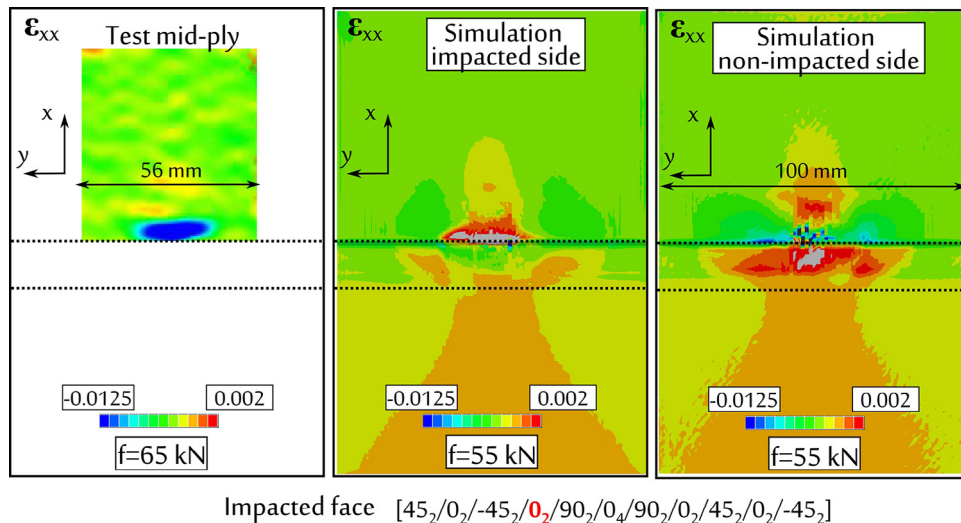 εxx
Test mid-ply
x
y
56 mm
-0.0125 0.002
f=65 kN
εxx
Simulation
impacted side
x
y
-0.0125 0.002
f=55 kN
εxx
Simulation
non-impacted side
x
y
100 mm
-0.0125 0.002
f=55 kN
Impacted face [45₂/0₂/-45₂/0₂/90₂/0₄/90₂/0₂/45₂/0₂/-45₂]